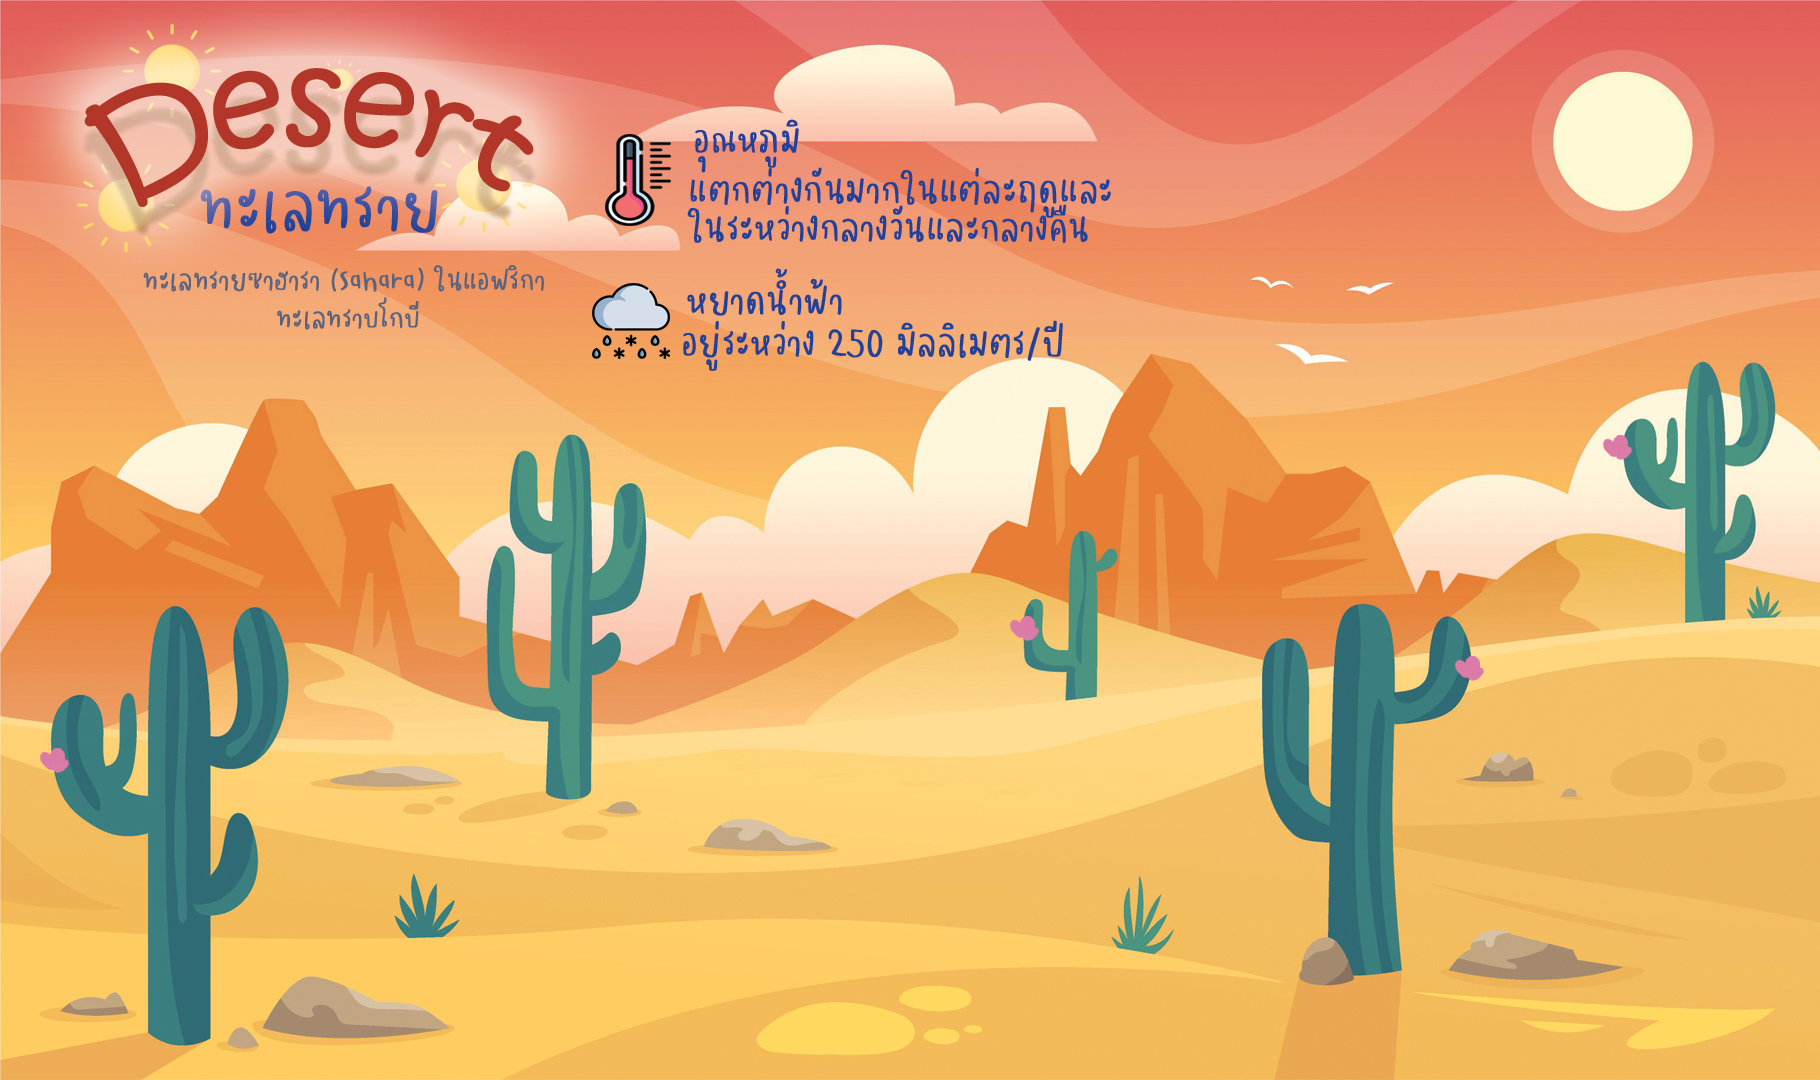 Desert
ทะเลทราย
ทะเลทรายซาฮารา (Sahara) ในแอฟริกา
ทะเลทราบโกบี
อุณหภูมิ
แตกต่างกันมากในแต่ละฤดูและ
ในระหว่างกลางวันและกลางคืน
หยาดน้ำฟ้า
อยู่ระหว่าง 250 มิลลิเมตร/ปี